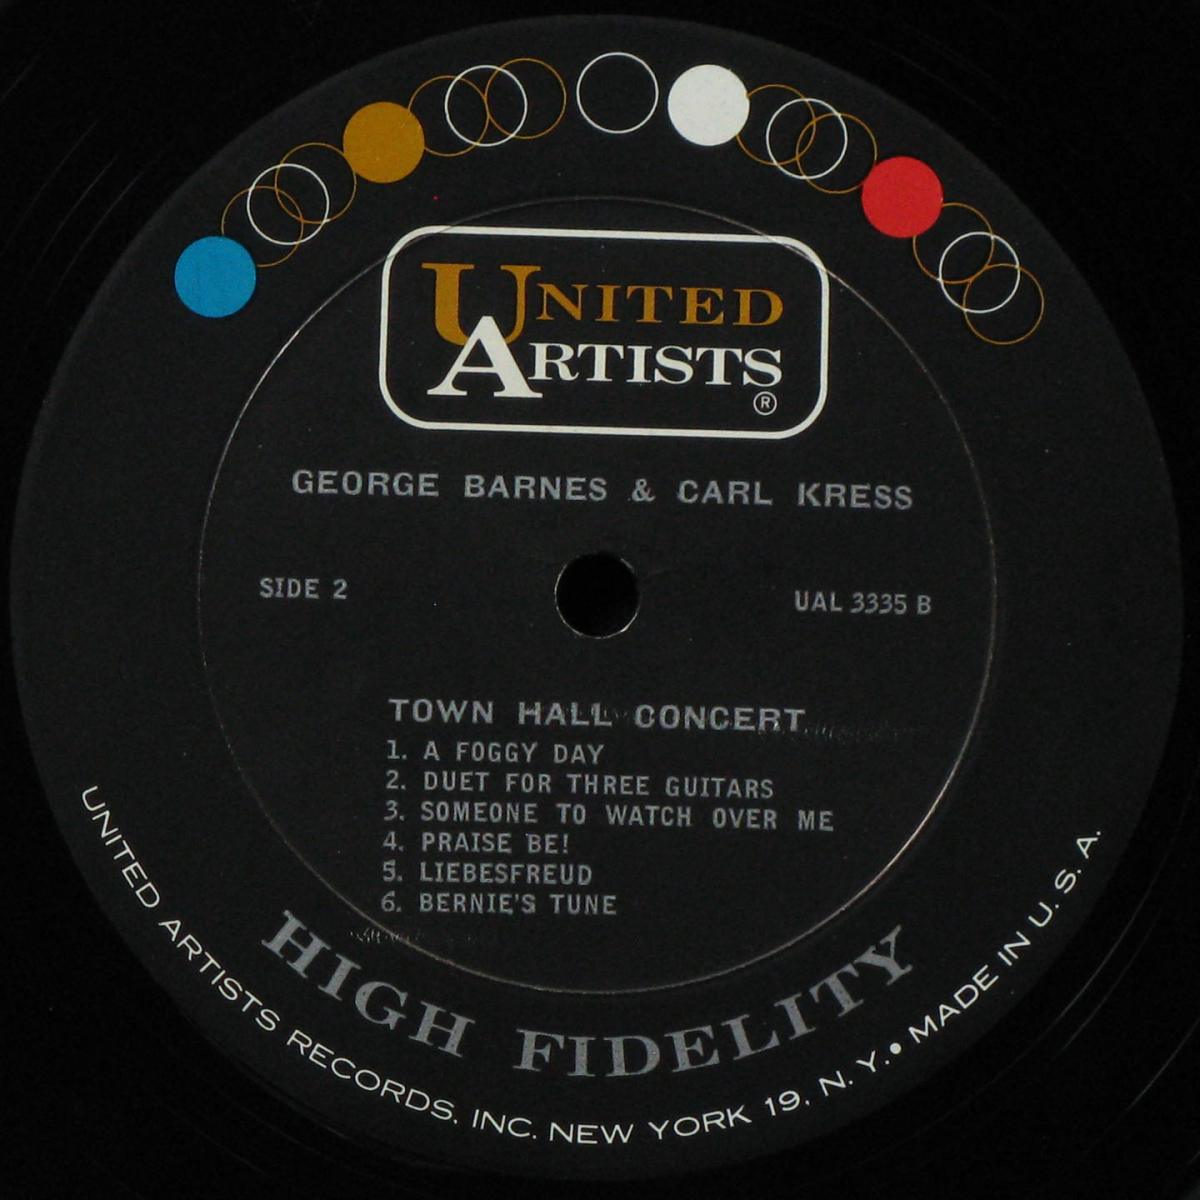 UNITED
ARTISTS
®
GEORGE BARNES & CARL KRESS
SIDE 2
UAL 3335 B
TOWN HALL CONCERT
1. A FOGGY DAY
2. DUET FOR THREE GUITARS
3. SOMEONE TO WATCH OVER ME
4. PRAISE BE!
5. LIEBESFREUD
6. BERNIE'S TUNE
HIGH FIDELITY
UNITED ARTISTS RECORDS, INC. NEW YORK 19, N. Y. • MADE IN U. S. A.